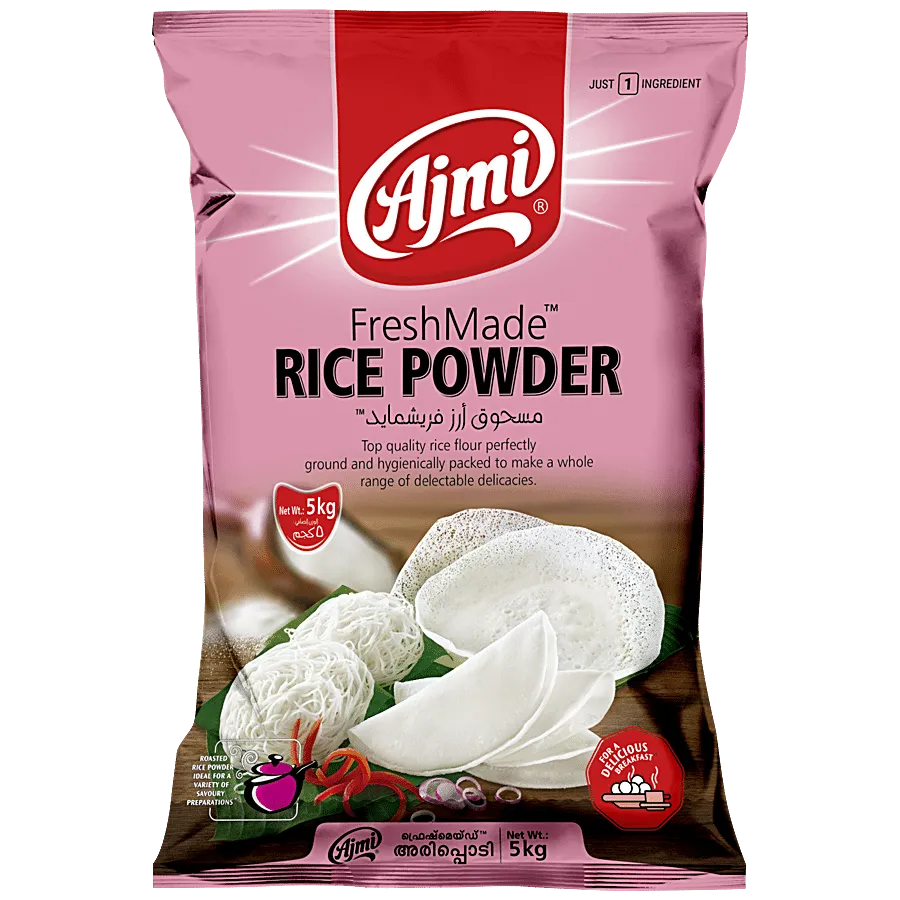 JUST 1 INGREDIENT
Ajmi®
FreshMade™
RICE POWDER
مسحوق أرز فريشمايد™
Top quality rice flour perfectly
ground and hygienically packed to make a whole
range of delectable delicacies.
Net Wt.: 5kg
الوزن الصافي
٥ كجم
ROASTED
RICE POWDER
IDEAL FOR A
VARIETY OF
SAVOURY
PREPARATIONS
FOR A
DELICIOUS
BREAKFAST
Ajmi
ഫ്രെഷ്മെയ്ഡ്™
അരിപ്പൊടി
Net Wt.:
5kg